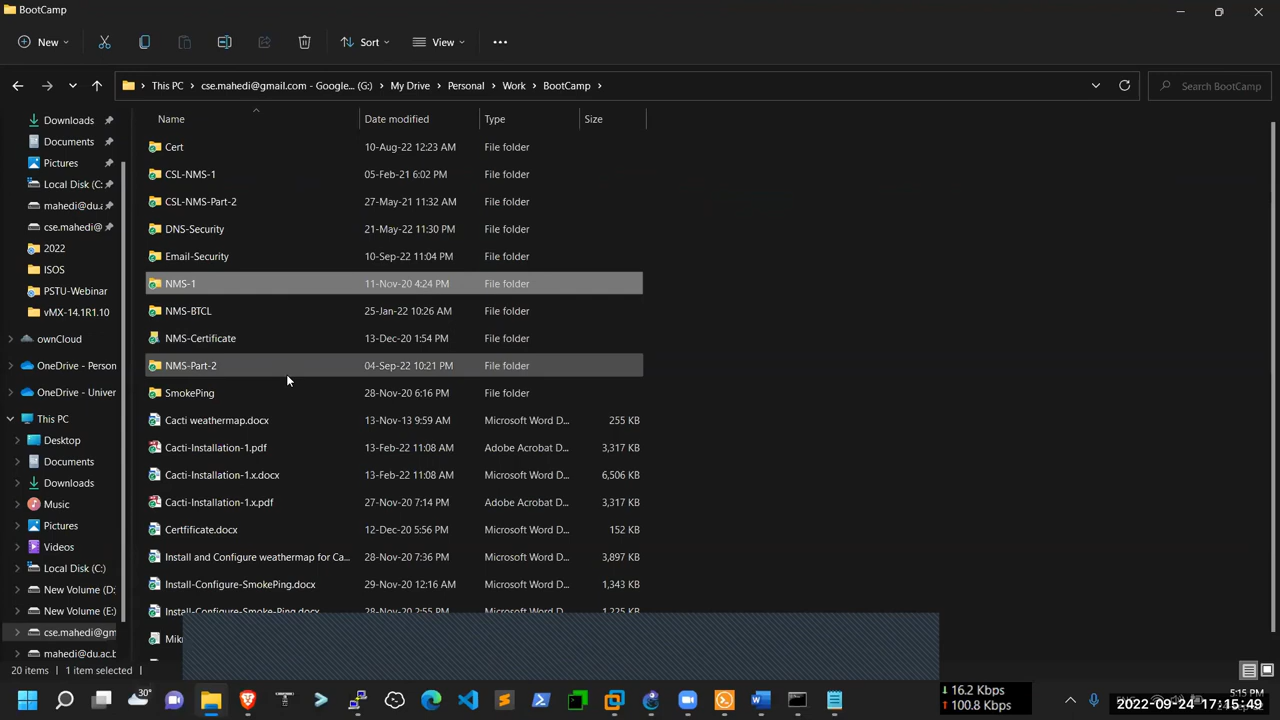 BootCamp
New
Sort
View
This PC
cse.mahedi@gmail.com - Google... (G:)
My Drive
Personal
Work
BootCamp
Search BootCamp
Downloads
Documents
Pictures
Local Disk (C:
mahedi@du.a
cse.mahedi@
2022
ISOS
PSTU-Webinar
vMX-14.1R1.10
ownCloud
OneDrive - Person
OneDrive - Univer
This PC
Desktop
Documents
Downloads
Music
Pictures
Videos
Local Disk (C:)
New Volume (D:
New Volume (E:)
cse.mahedi@gm
mahedi@du.ac.b
Name Date modified Type Size
Cert 10-Aug-22 12:23 AM File folder
CSL-NMS-1 05-Feb-21 6:02 PM File folder
CSL-NMS-Part-2 27-May-21 11:32 AM File folder
DNS-Security 21-May-22 11:30 PM File folder
Email-Security 10-Sep-22 11:04 PM File folder
NMS-1 11-Nov-20 4:24 PM File folder
NMS-BTCL 25-Jan-22 10:26 AM File folder
NMS-Certificate 13-Dec-20 1:54 PM File folder
NMS-Part-2 04-Sep-22 10:21 PM File folder
SmokePing 28-Nov-20 6:16 PM File folder
Cacti weathermap.docx 13-Nov-13 9:59 AM Microsoft Word D... 255 KB
Cacti-Installation-1.pdf 13-Feb-22 11:08 AM Adobe Acrobat D... 3,317 KB
Cacti-Installation-1.x.docx 13-Feb-22 11:08 AM Microsoft Word D... 6,506 KB
Cacti-Installation-1.x.pdf 27-Nov-20 7:14 PM Adobe Acrobat D... 3,317 KB
Certfificate.docx 12-Dec-20 5:56 PM Microsoft Word D... 152 KB
Install and Configure weathermap for Ca... 28-Nov-20 7:36 PM Microsoft Word D... 3,897 KB
Install-Configure-SmokePing.docx 29-Nov-20 12:16 AM Microsoft Word D... 1,343 KB
Install-Configure-Smoke-Ping.docx 28-Nov-20 2:55 PM Microsoft Word D... 1,225 KB
20 items 1 item selected
30°
16.2 Kbps
100.8 Kbps
5:15 PM
2022-09-24 17:15:49